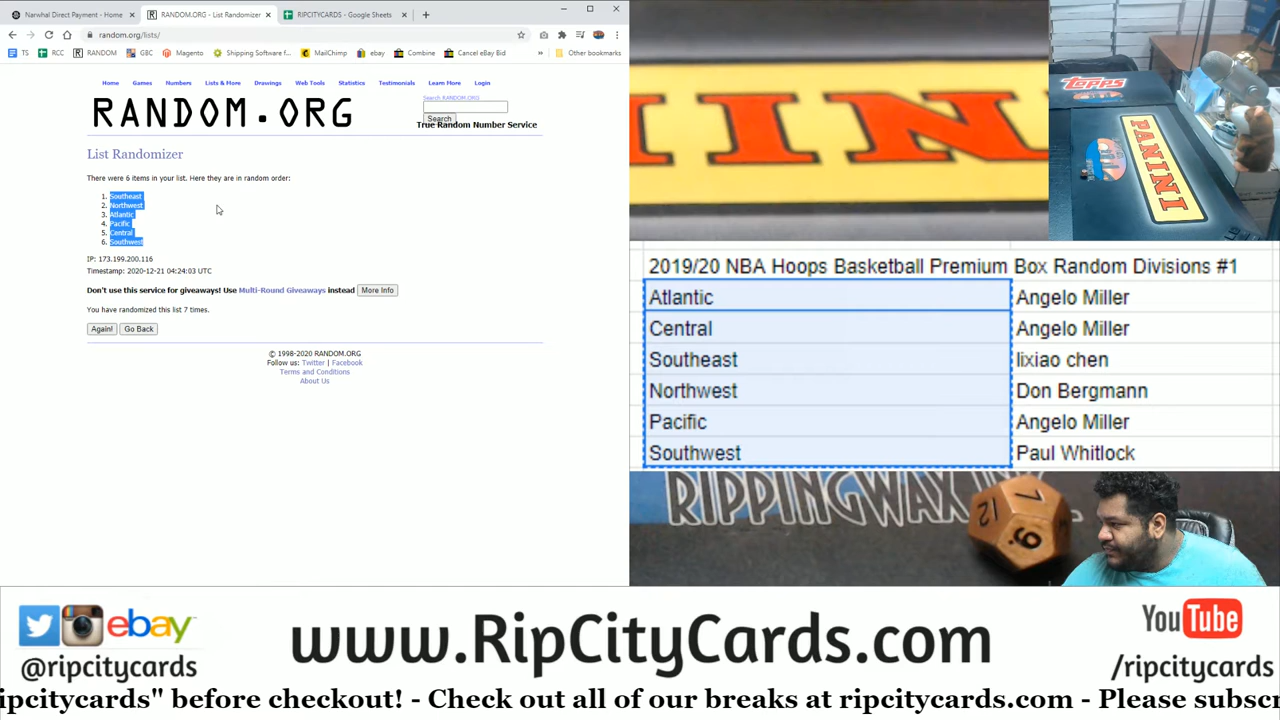 Narwhal Direct Payment - Home
RANDOM.ORG - List Randomizer
RIPCITYCARDS - Google Sheets
random.org/lists/
TS
RCC
RANDOM
GBC
Magento
Shipping Software f
MailChimp
ebay
Combine
Cancel eBay Bid
Other bookmarks
Home Games Numbers Lists & More Drawings Web Tools Statistics Testimonials Learn More Login
RANDOM.ORG
Search RANDOM.ORG
Search
True Random Number Service
List Randomizer
There were 6 items in your list. Here they are in random order:
1. Southeast
2. Northwest
3. Atlantic
4. Pacific
5. Central
6. Southwest
IP: 173.199.200.116
Timestamp: 2020-12-21 04:24:03 UTC
Don't use this service for giveaways! Use Multi-Round Giveaways instead More Info
You have randomized this list 7 times.
Again! Go Back
© 1998-2020 RANDOM.ORG
Follow us: Twitter | Facebook
Terms and Conditions
About Us
ININ
Topps
PANINI
2019/20 NBA Hoops Basketball Premium Box Random Divisions #1
Atlantic Angelo Miller
Central Angelo Miller
Southeast lixiao chen
Northwest Don Bergmann
Pacific Angelo Miller
Southwest Paul Whitlock
RIPPINGWAX.IN
12
7
9.
ebay
@ripcitycards
www.RipCityCards.com
YouTube
/ripcitycards
ipcitycards" before checkout! - Check out all of our breaks at ripcitycards.com - Please subscr